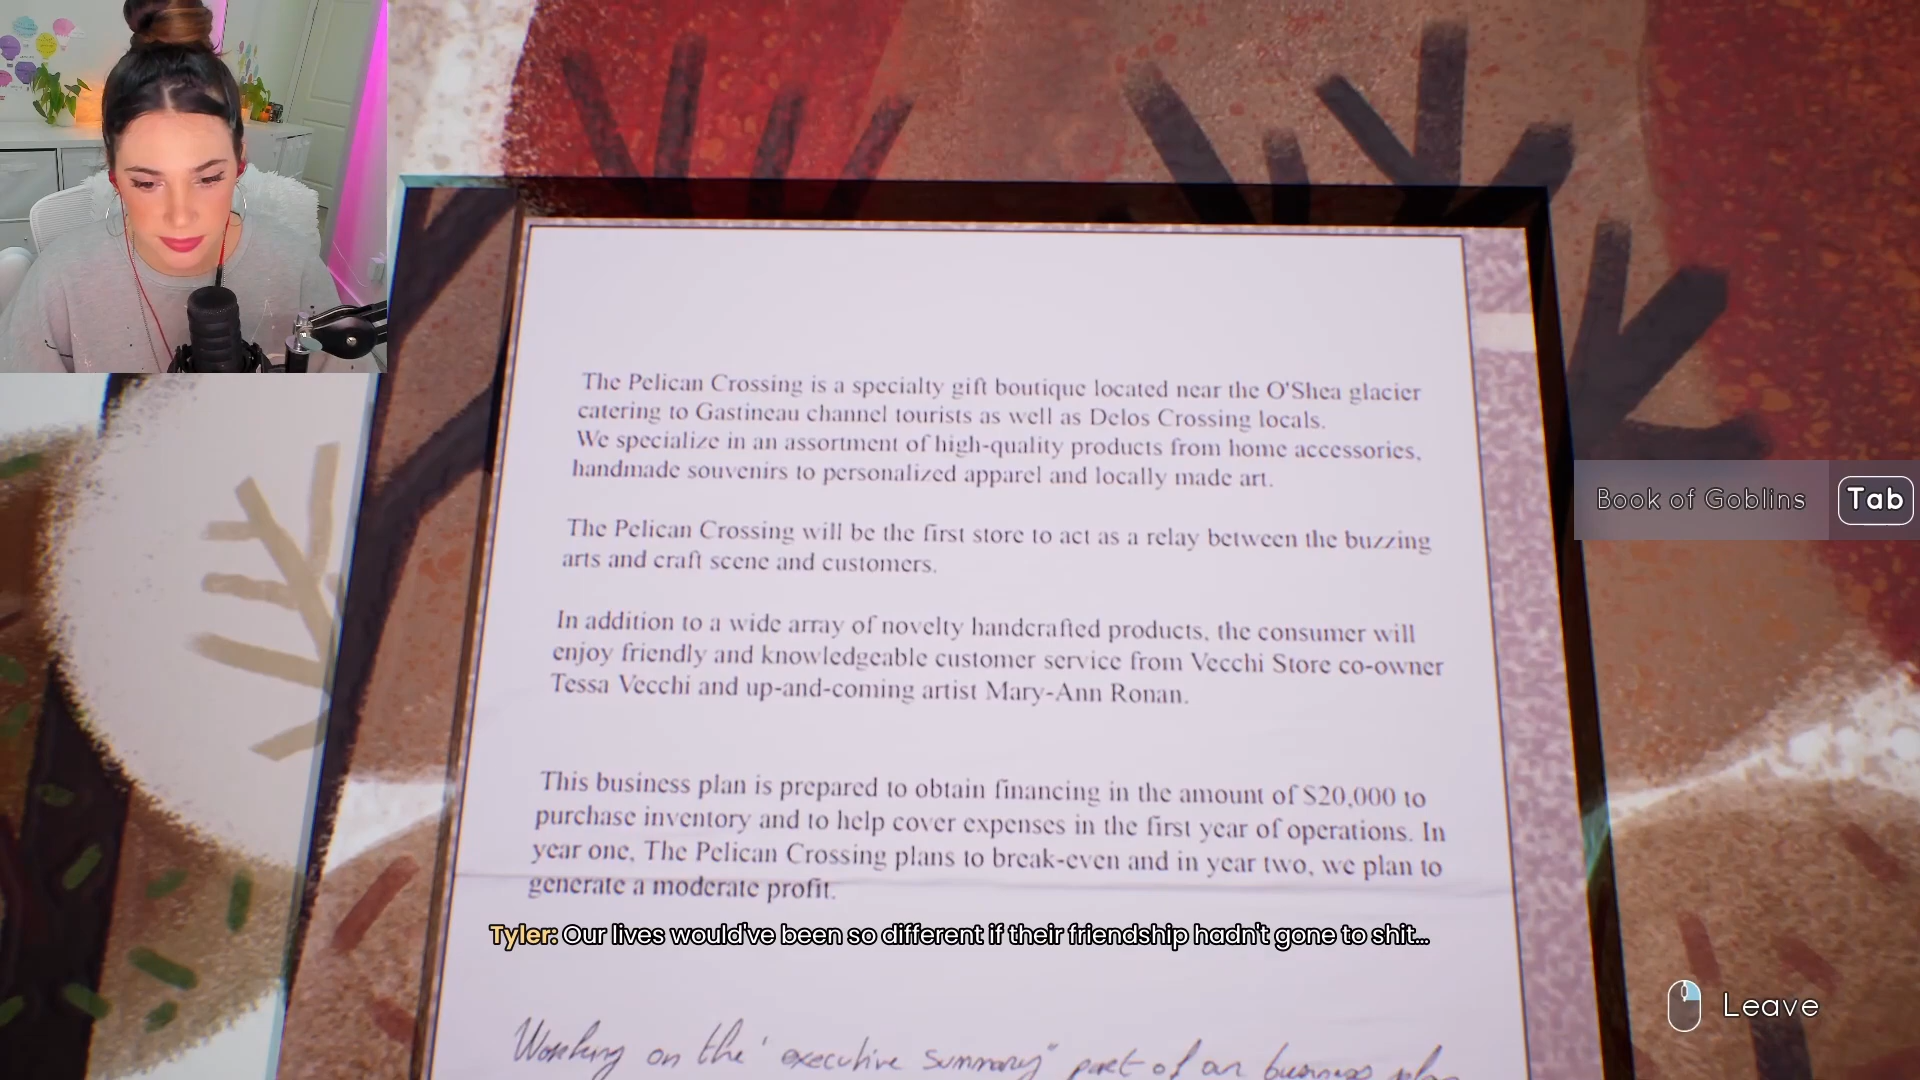 The Pelican Crossing is a specialty gift boutique located near the O'Shea glacier
catering to Gastineau channel tourists as well as Delos Crossing locals.
We specialize in an assortment of high-quality products from home accessories,
handmade souvenirs to personalized apparel and locally made art.
The Pelican Crossing will be the first store to act as a relay between the buzzing
arts and craft scene and customers.
In addition to a wide array of novelty handcrafted products, the consumer will
enjoy friendly and knowledgeable customer service from Vecchi Store co-owner
Tessa Vecchi and up-and-coming artist Mary-Ann Ronan.
This business plan is prepared to obtain financing in the amount of $20,000 to
purchase inventory and to help cover expenses in the first year of operations. In
year one, The Pelican Crossing plans to break-even and in year two, we plan to
generate a moderate profit.
Tyler: Our lives would've been so different if their friendship hadn't gone to shit...
Working on the 'executive summary" part of our business plan
Book of Goblins Tab
Leave